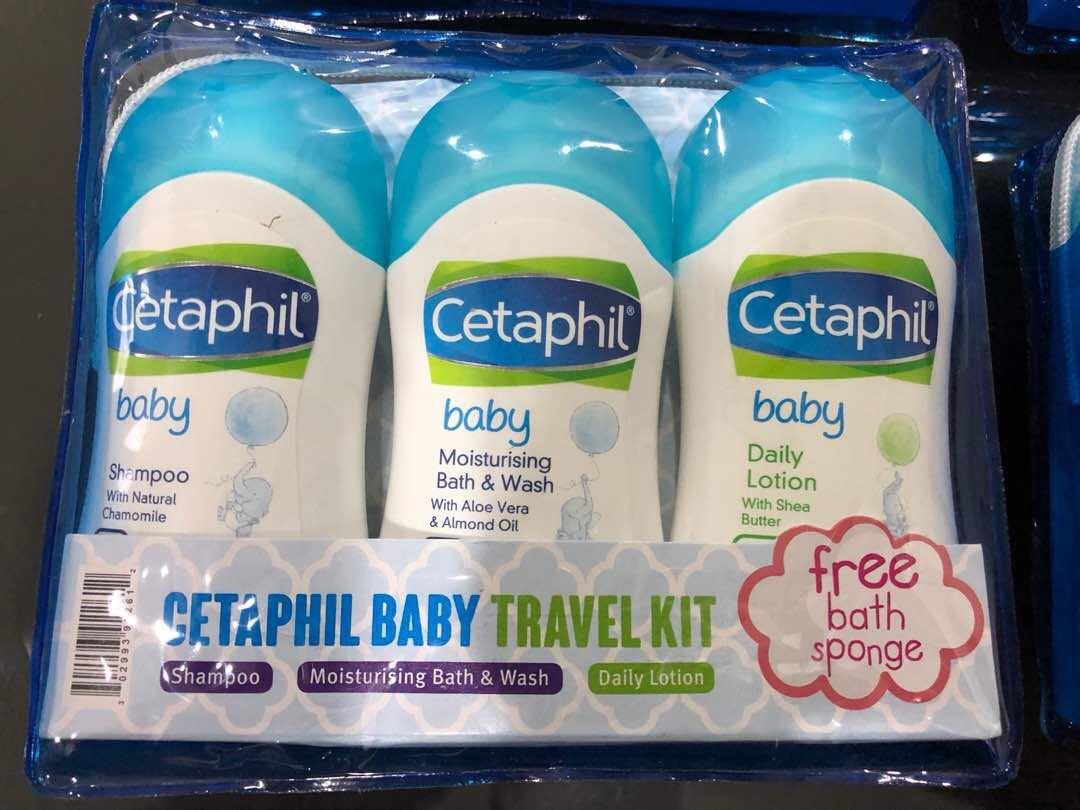 Cetaphil®
baby
Shampoo
With Natural
Chamomile
Cetaphil®
baby
Moisturising
Bath & Wash
With Aloe Vera
& Almond Oil
Cetaphil®
baby
Daily
Lotion
With Shea
Butter
CETAPHIL BABY TRAVEL KIT
Shampoo
Moisturising Bath & Wash
Daily Lotion
free
bath
sponge